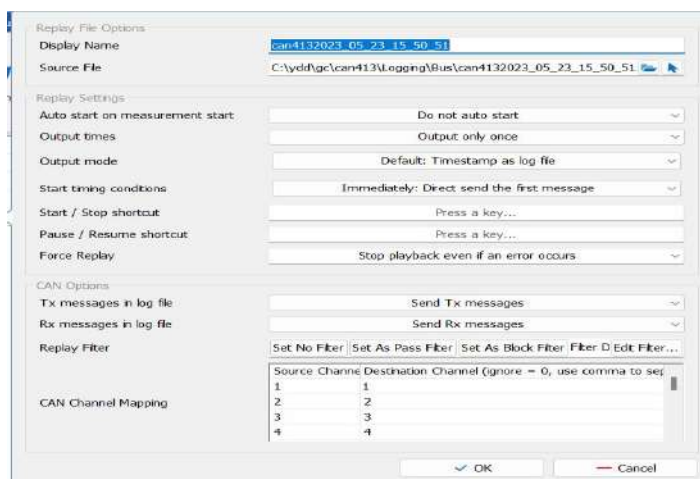 Replay File Options
Display Name can4132023_05_23_15_50_51
Source File C:\ydd\gc\can413\Logging\Bus\can4132023_05_23_15_50_51.
Replay Settings
Auto start on measurement start Do not auto start
Output times Output only once
Output mode Default: Timestamp as log file
Start timing conditions Immediately: Direct send the first message
Start / Stop shortcut Press a key...
Pause / Resume shortcut Press a key...
Force Replay Stop playback even if an error occurs
CAN Options
Tx messages in log file Send Tx messages
Rx messages in log file Send Rx messages
Replay Filter Set No Filter Set As Pass Filter Set As Block Filter Filter D Edit Filter...
Source Channe Destination Channel (ignore = 0, use comma to sep
1 1
2 2
CAN Channel Mapping
3 3
4 4
OK Cancel